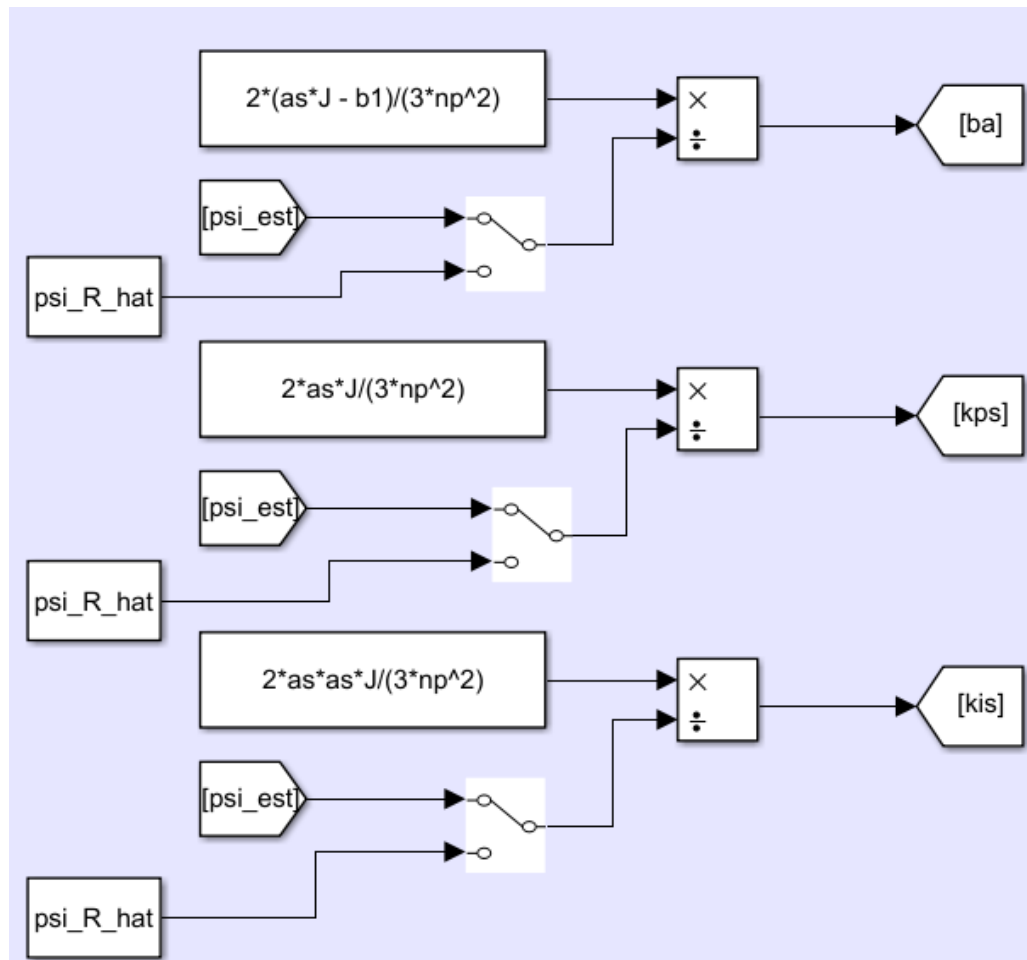 2*(as*J - b1)/(3*np^2)
×
÷
[ba]
[psi_est]
psi_R_hat
2*as*J/(3*np^2)
×
÷
[kps]
[psi_est]
psi_R_hat
2*as*as*J/(3*np^2)
×
÷
[kis]
[psi_est]
psi_R_hat